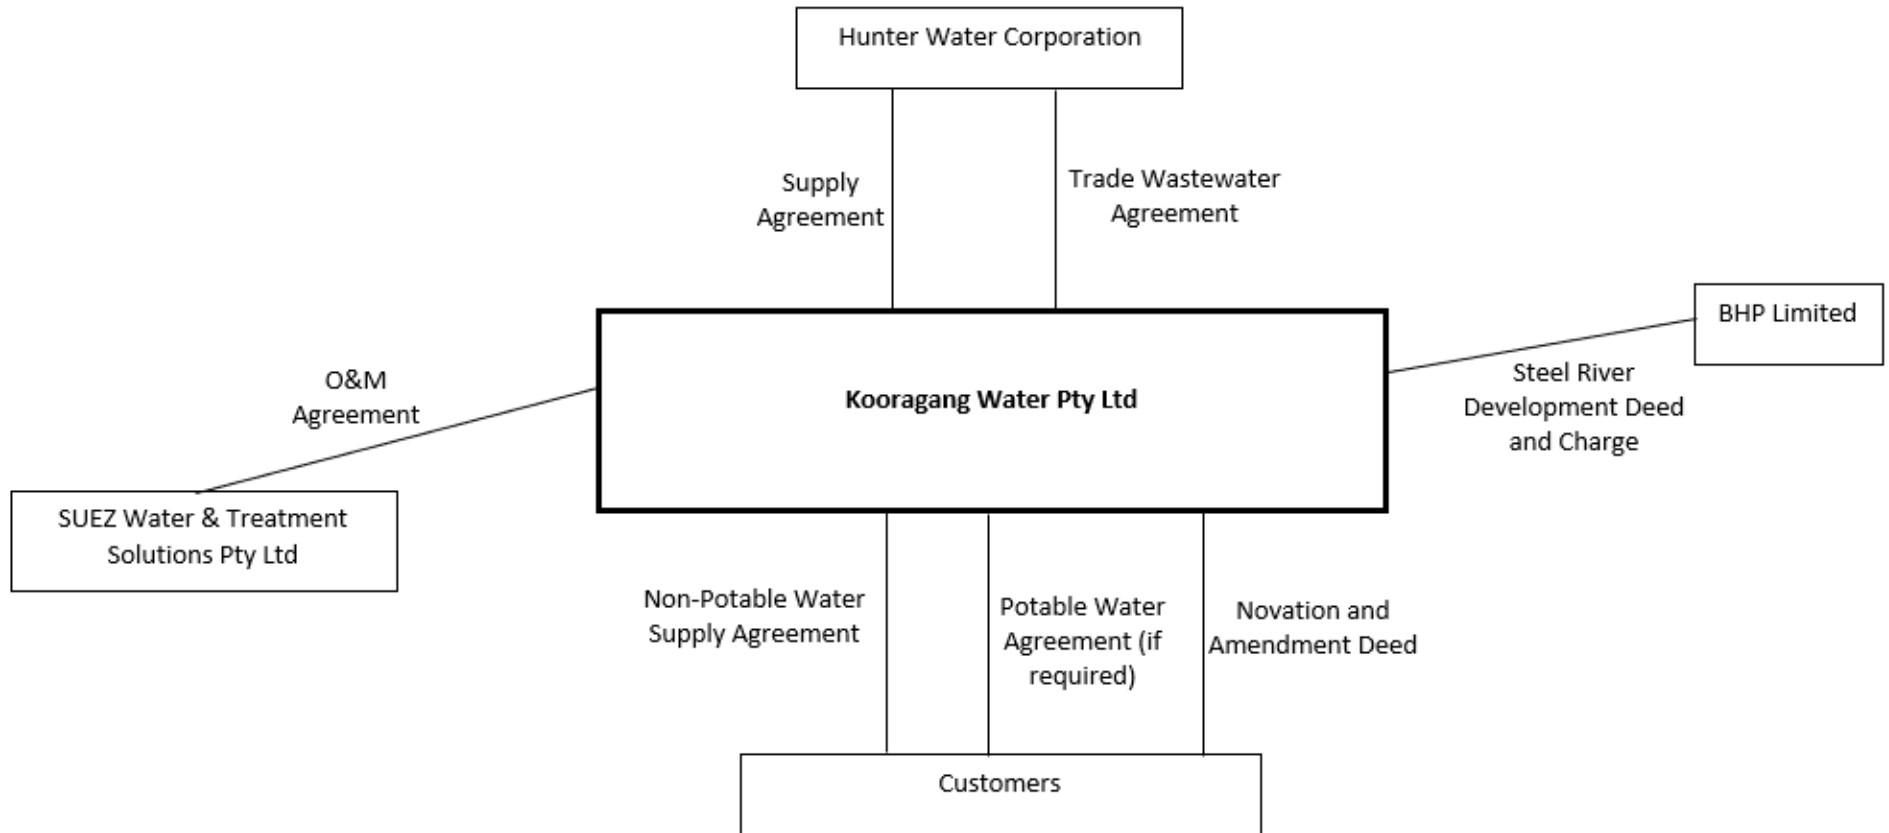 Hunter Water Corporation
Supply
Agreement
Trade Wastewater
Agreement
BHP Limited
Steel River
Development Deed
and Charge
O&M
Agreement
Kooragang Water Pty Ltd
SUEZ Water & Treatment
Solutions Pty Ltd
Non-Potable Water
Supply Agreement
Potable Water
Agreement (if
required)
Novation and
Amendment Deed
Customers